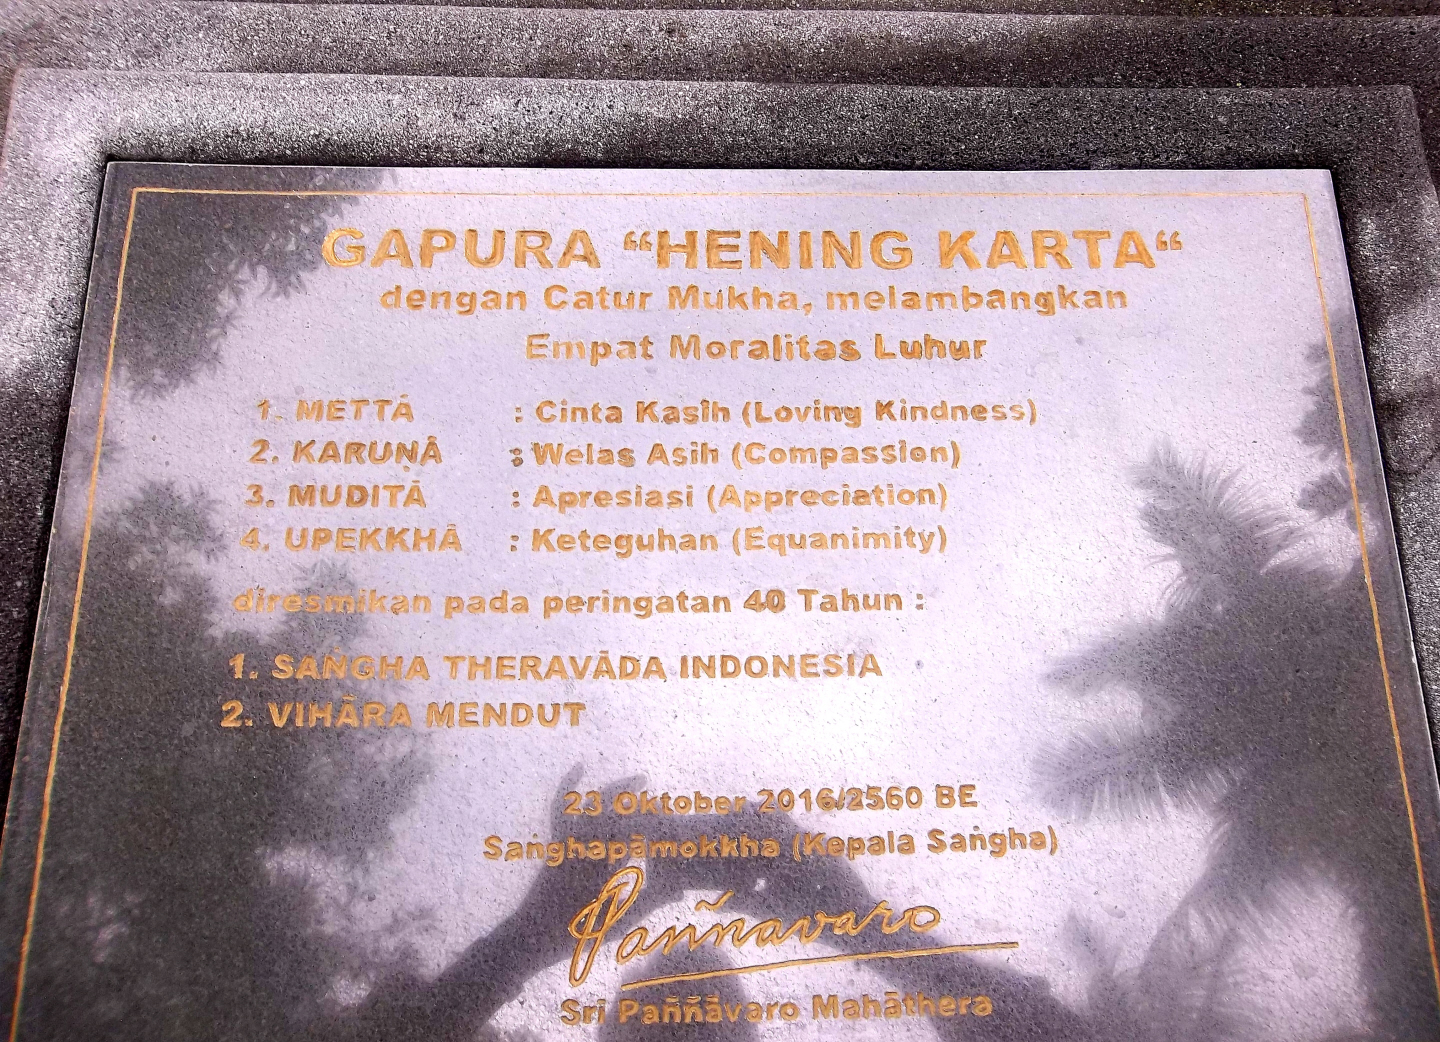 GAPURA “HENING KARTA“
dengan Catur Mukha, melambangkan
Empat Moralitas Luhur
1. METTĀ : Cinta Kasih (Loving Kindness)
2. KARUṆĀ : Welas Asih (Compassion)
3. MUDITĀ : Apresiasi (Appreciation)
4. UPEKKHĀ : Keteguhan (Equanimity)
diresmikan pada peringatan 40 Tahun :
1. SAṄGHA THERAVĀDA INDONESIA
2. VIHĀRA MENDUT
23 Oktober 2016/2560 BE
Saṅghapāmokkha (Kepala Saṅgha)
Paññavaro
Sri Paññāvaro Mahāthera